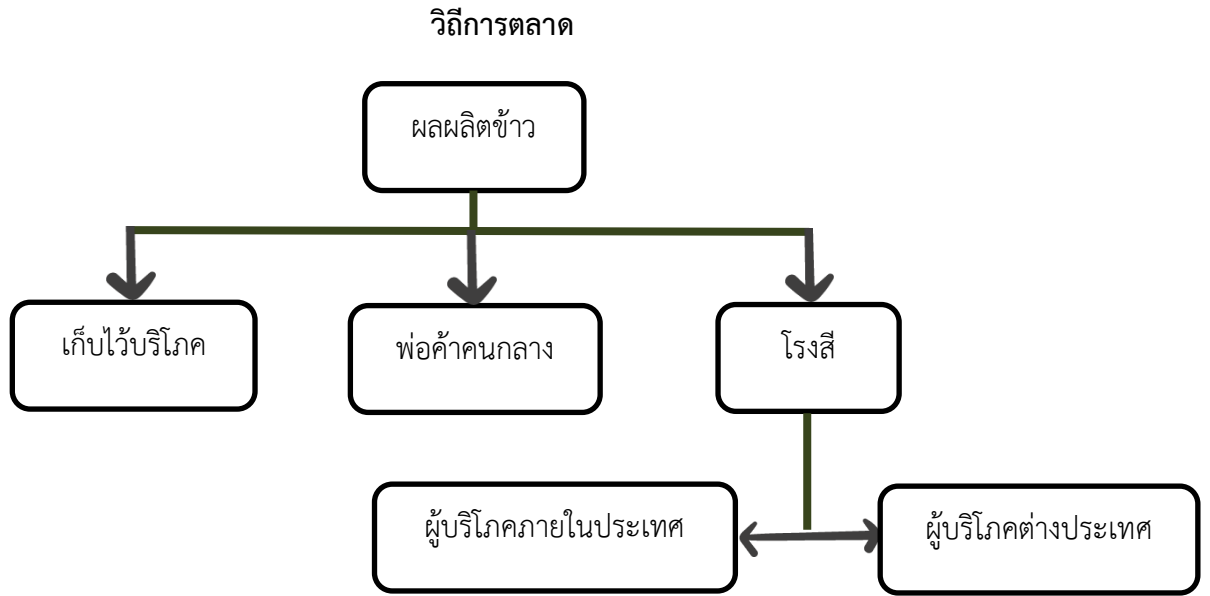 วิถีการตลาด
ผลผลิตข้าว
เก็บไว้บริโภค
พ่อค้าคนกลาง
โรงสี
ผู้บริโภคภายในประเทศ
ผู้บริโภคต่างประเทศ